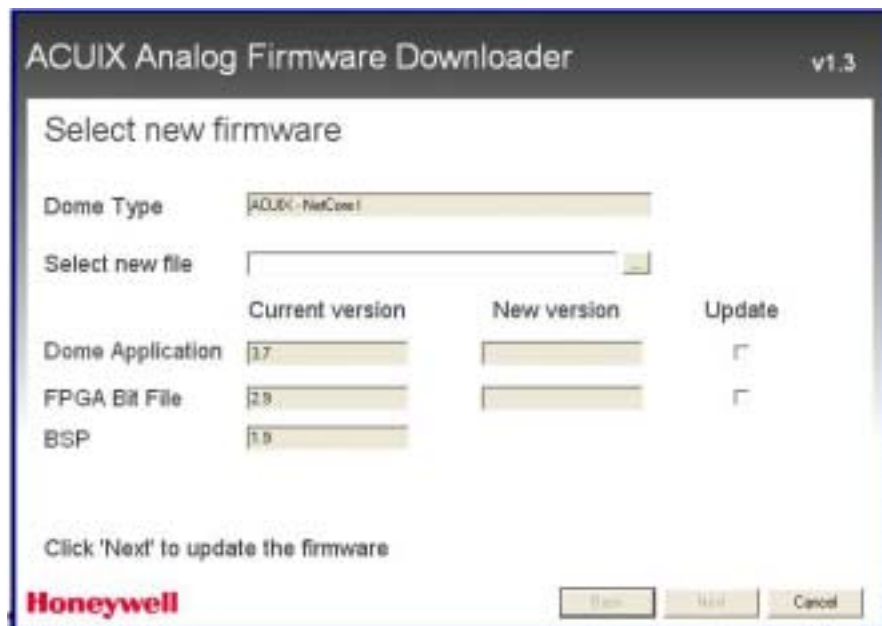 ACUIX Analog Firmware Downloader v1.3
Select new firmware
Dome Type ACUIX - NetCore I
Select new file ...
Current version New version Update
Dome Application 3.7
FPGA Bit File 2.9
BSP 1.9
Click 'Next' to update the firmware
Honeywell Back Next Cancel